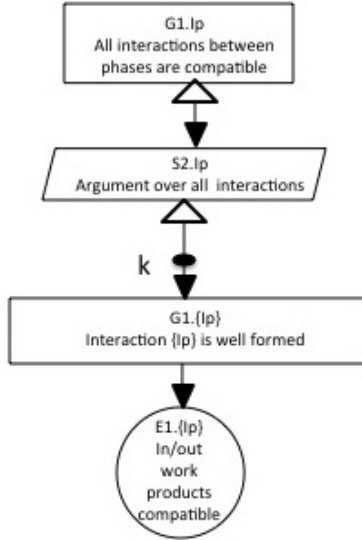 G1.Ip
All interactions between
phases are compatible
S2.Ip
Argument over all interactions
k
G1.{Ip}
Interaction {Ip} is well formed
E1.{Ip}
In/out
work
products
compatible